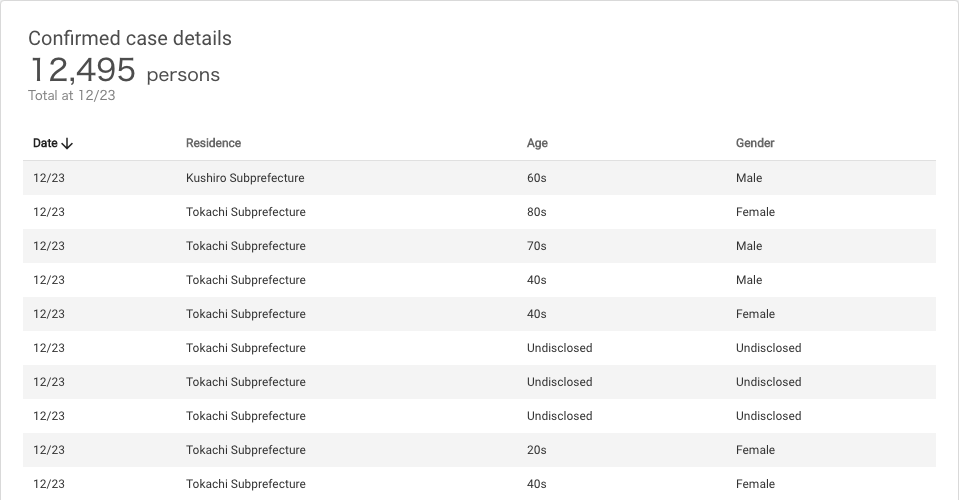 Confirmed case details
12,495 persons
Total at 12/23
Date Residence Age Gender
12/23 Kushiro Subprefecture 60s Male
12/23 Tokachi Subprefecture 80s Female
12/23 Tokachi Subprefecture 70s Male
12/23 Tokachi Subprefecture 40s Male
12/23 Tokachi Subprefecture 40s Female
12/23 Tokachi Subprefecture Undisclosed Undisclosed
12/23 Tokachi Subprefecture Undisclosed Undisclosed
12/23 Tokachi Subprefecture Undisclosed Undisclosed
12/23 Tokachi Subprefecture 20s Female
12/23 Tokachi Subprefecture 40s Female